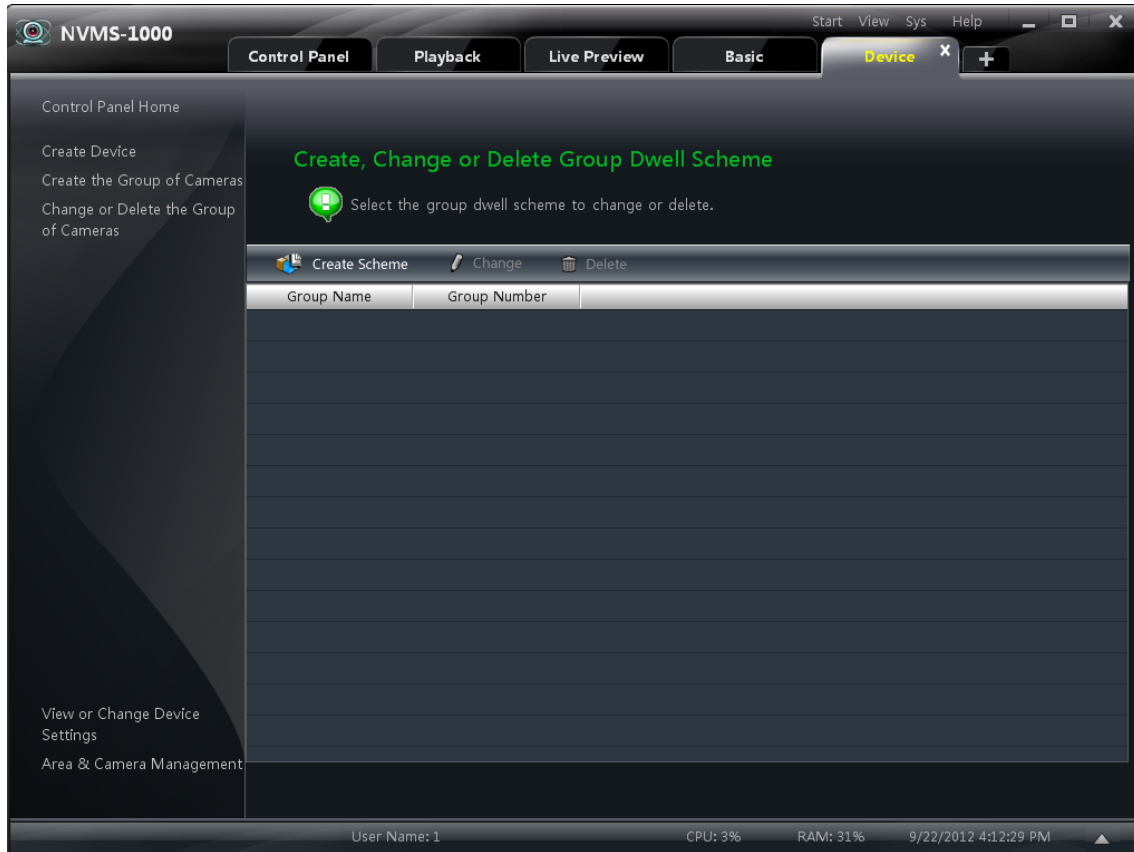 NVMS-1000
Start View Sys Help
Control Panel Playback Live Preview Basic Device
Control Panel Home
Create Device
Create the Group of Cameras
Change or Delete the Group
of Cameras
Create, Change or Delete Group Dwell Scheme
Select the group dwell scheme to change or delete.
Create Scheme Change Delete
Group Name Group Number
View or Change Device
Settings
Area & Camera Management
User Name: 1 CPU: 3% RAM: 31% 9/22/2012 4:12:29 PM